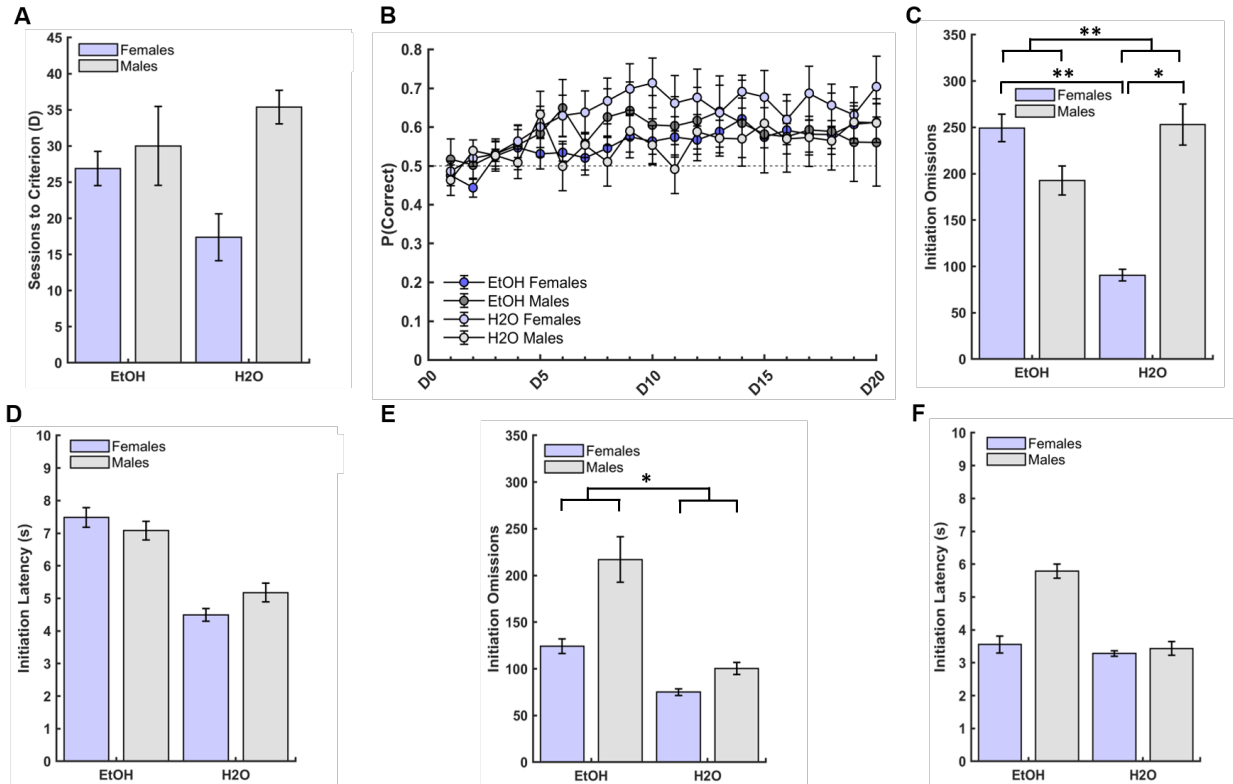 A
Sessions to Criterion (D)
45
40
35
30
25
20
15
10
5
0
Females
Males
EtOH
H2O
B
P(Correct)
0.8
0.7
0.6
0.5
0.4
0.3
0.2
0.1
0
EtOH Females
EtOH Males
H2O Females
H2O Males
D0
D5
D10
D15
D20
C
Initiation Omissions
350
300
250
200
150
100
50
0
**
**
*
Females
Males
EtOH
H2O
D
Initiation Latency (s)
10
9
8
7
6
5
4
3
2
1
0
Females
Males
EtOH
H2O
E
Initiation Omissions
350
300
250
200
150
100
50
0
Females
Males
*
EtOH
H2O
F
Initiation Latency (s)
10
9
8
7
6
5
4
3
2
1
0
Females
Males
EtOH
H2O